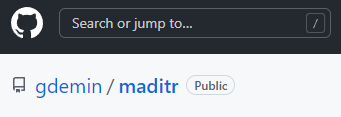 Search or jump to... /
gdemin / maditr Public